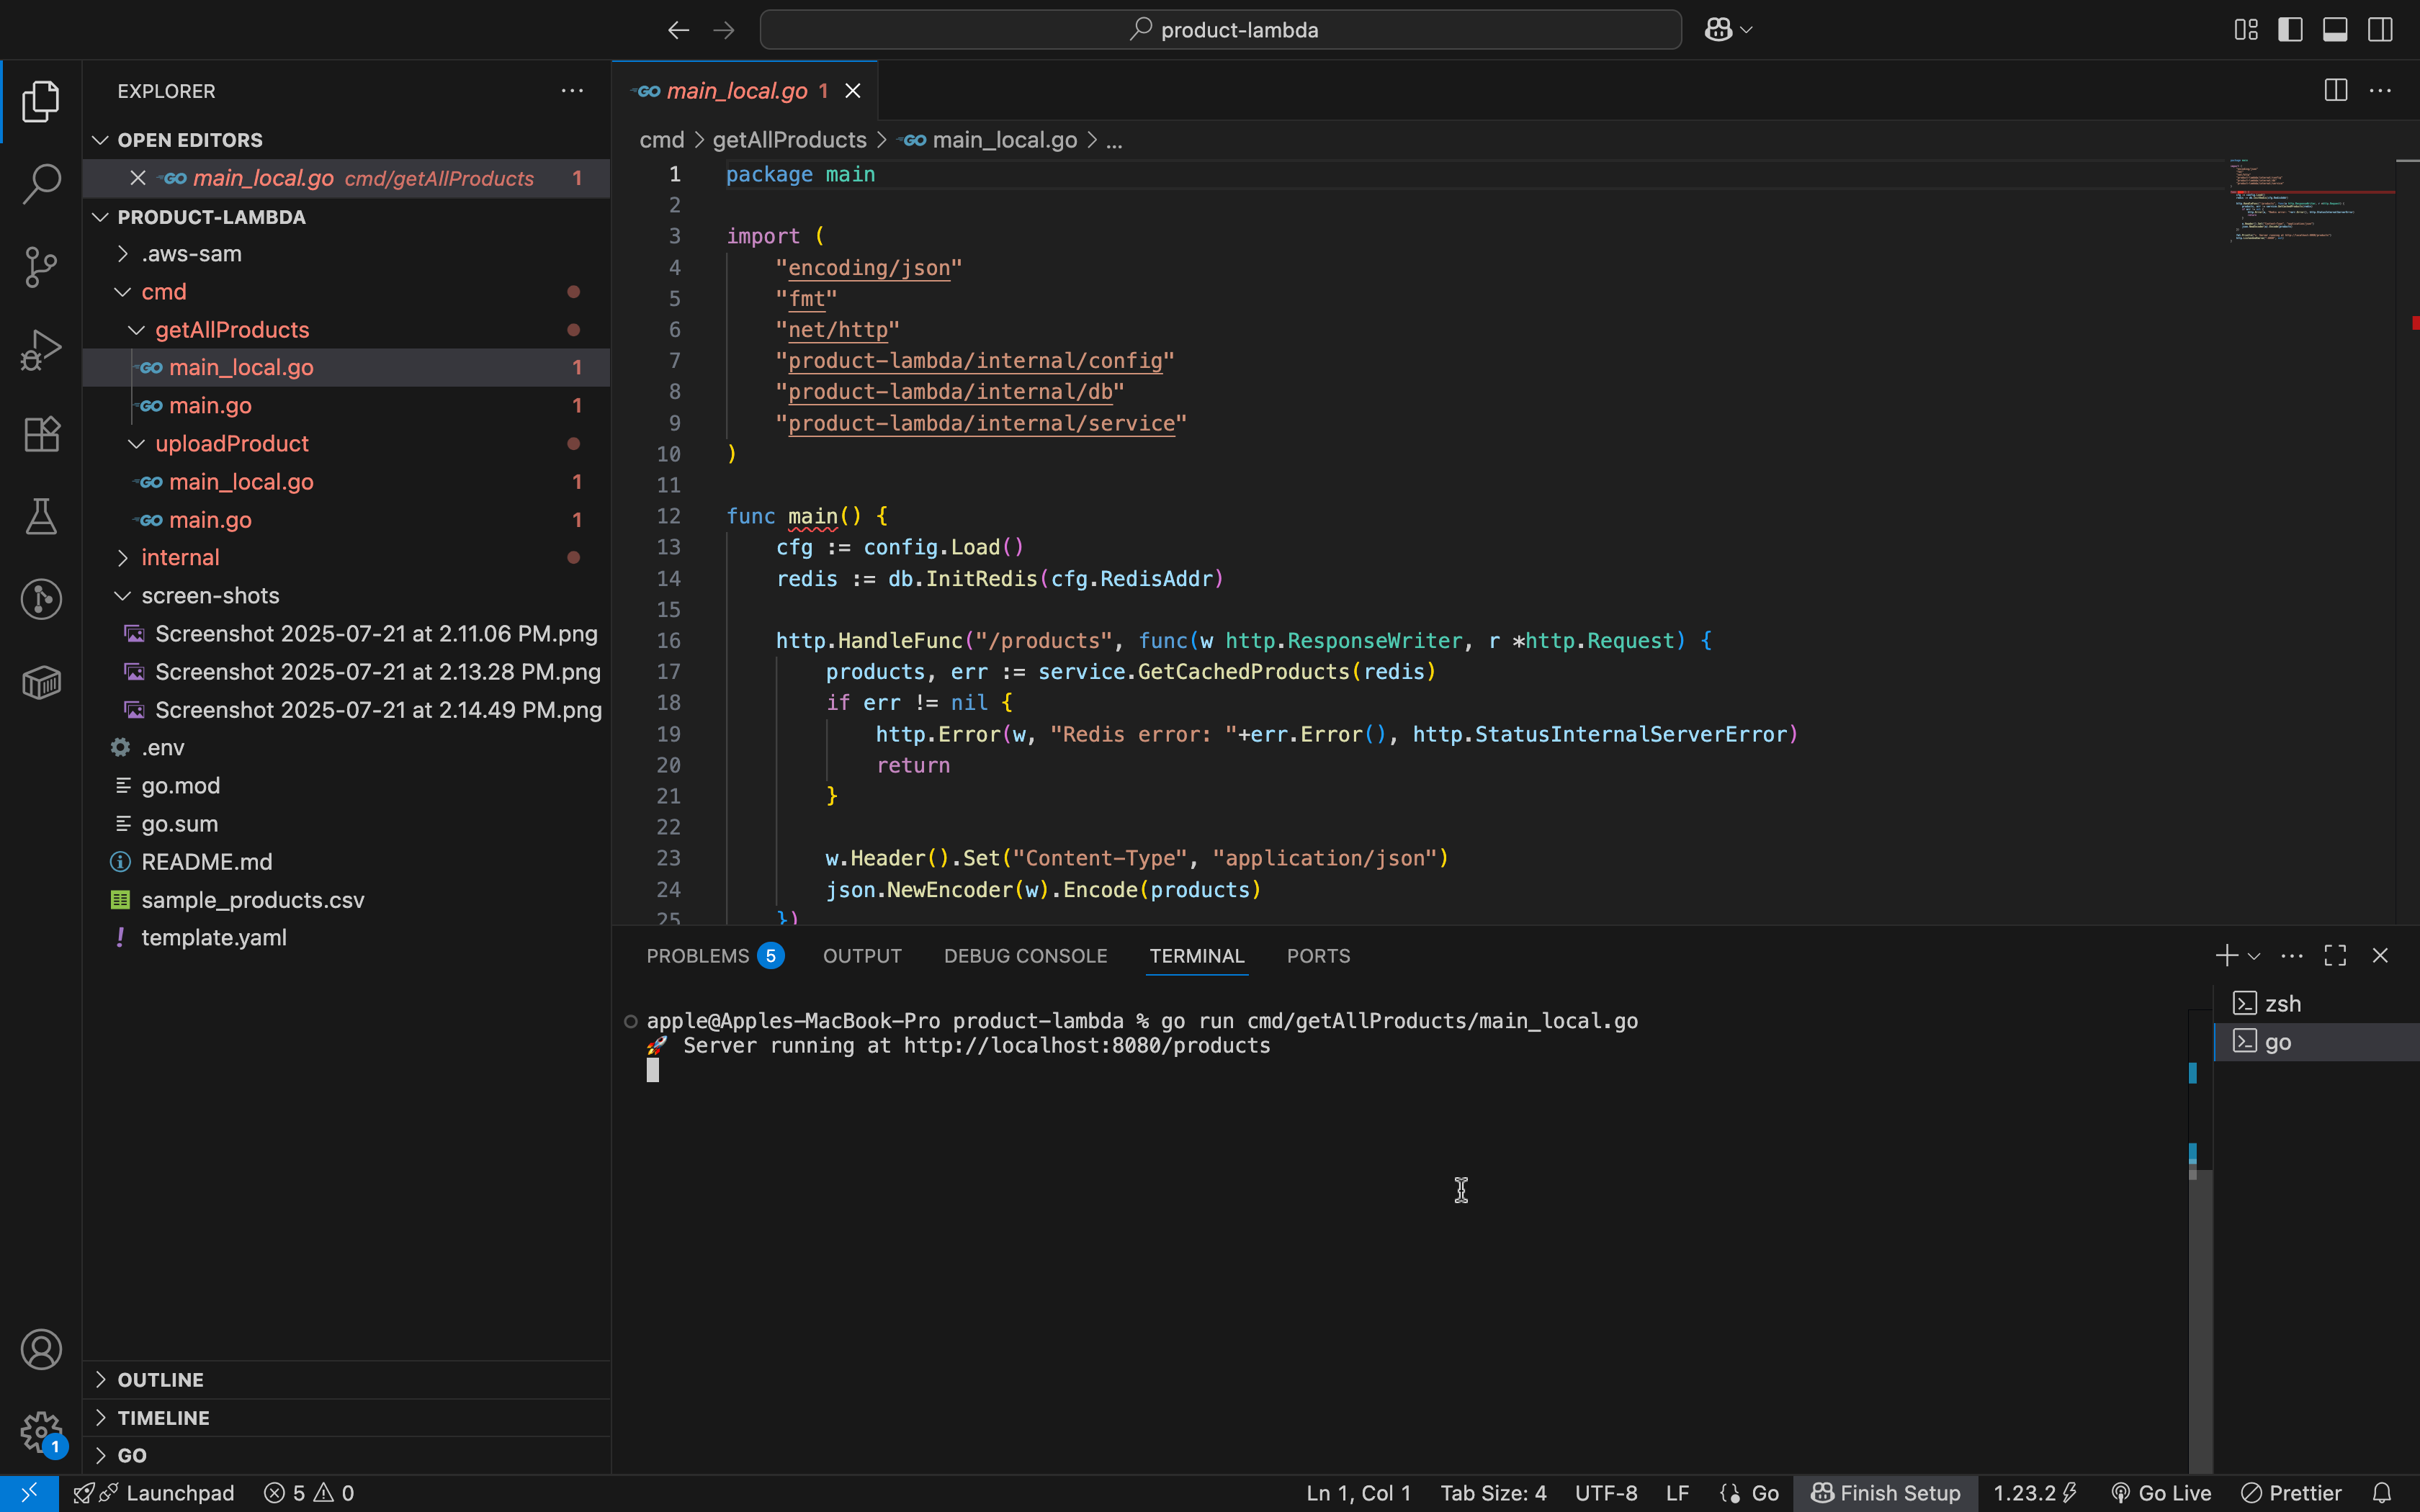 product-lambda
EXPLORER
OPEN EDITORS
main_local.go cmd/getAllProducts 1
PRODUCT-LAMBDA
.aws-sam
cmd
getAllProducts
main_local.go 1
main.go 1
uploadProduct
main_local.go 1
main.go 1
internal
screen-shots
Screenshot 2025-07-21 at 2.11.06 PM.png
Screenshot 2025-07-21 at 2.13.28 PM.png
Screenshot 2025-07-21 at 2.14.49 PM.png
.env
go.mod
go.sum
README.md
sample_products.csv
template.yaml
OUTLINE
TIMELINE
GO
1
GO main_local.go 1
cmd > getAllProducts > GO main_local.go > ...
1 package main
2
3 import (
4 "encoding/json"
5 "fmt"
6 "net/http"
7 "product-lambda/internal/config"
8 "product-lambda/internal/db"
9 "product-lambda/internal/service"
10 )
11
12 func main() {
13 cfg := config.Load()
14 redis := db.InitRedis(cfg.RedisAddr)
15
16 http.HandleFunc("/products", func(w http.ResponseWriter, r *http.Request) {
17 products, err := service.GetCachedProducts(redis)
18 if err != nil {
19 http.Error(w, "Redis error: "+err.Error(), http.StatusInternalServerError)
20 return
21 }
22
23 w.Header().Set("Content-Type", "application/json")
24 json.NewEncoder(w).Encode(products)
25 })
PROBLEMS 5 OUTPUT DEBUG CONSOLE TERMINAL PORTS
apple@Apples-MacBook-Pro product-lambda % go run cmd/getAllProducts/main_local.go
🚀 Server running at http://localhost:8080/products
zsh
go
Launchpad 5 0 Ln 1, Col 1 Tab Size: 4 UTF-8 LF Go Finish Setup 1.23.2 Go Live Prettier